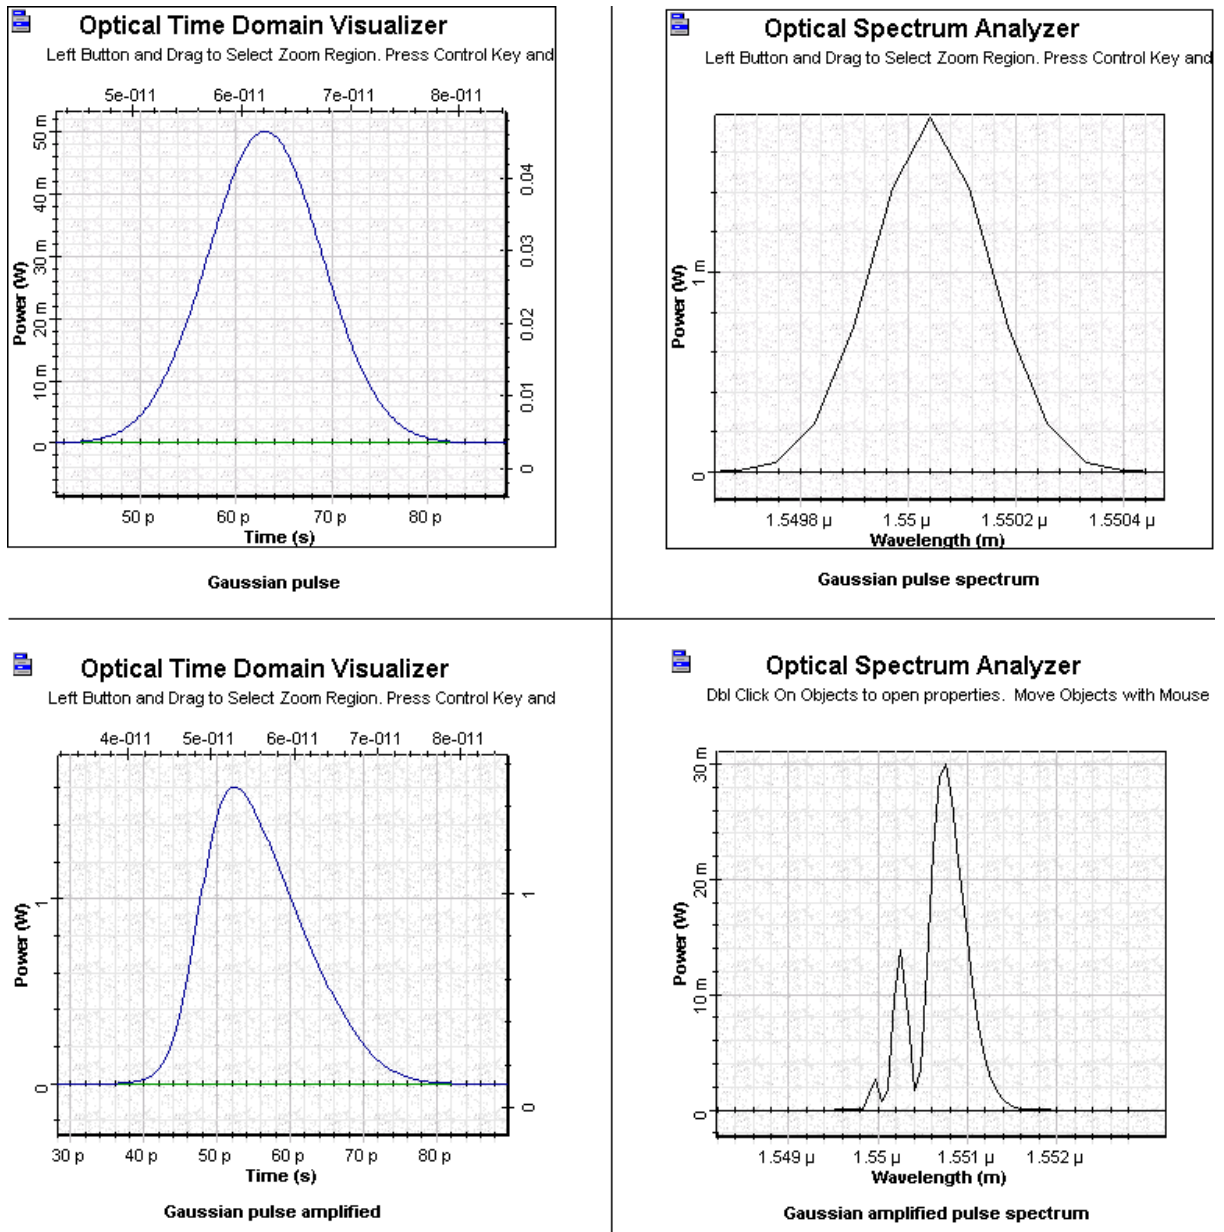 Optical Time Domain Visualizer
Left Button and Drag to Select Zoom Region. Press Control Key and
5e-011 6e-011 7e-011 8e-011
Power (W)
50 m
40 m
30 m
20 m
10 m
0
0.04
0.03
0.02
0.01
0
50 p 60 p 70 p 80 p
Time (s)
Gaussian pulse
Optical Spectrum Analyzer
Left Button and Drag to Select Zoom Region. Press Control Key and
Power (W)
1 m
0
1.5498 µ 1.55 µ 1.5502 µ 1.5504 µ
Wavelength (m)
Gaussian pulse spectrum
Optical Time Domain Visualizer
Left Button and Drag to Select Zoom Region. Press Control Key and
4e-011 5e-011 6e-011 7e-011 8e-011
Power (W)
1
0
1
0
30 p 40 p 50 p 60 p 70 p 80 p
Time (s)
Gaussian pulse amplified
Optical Spectrum Analyzer
Dbl Click On Objects to open properties. Move Objects with Mouse
Power (W)
30 m
20 m
10 m
0
1.549 µ 1.55 µ 1.551 µ 1.552 µ
Wavelength (m)
Gaussian amplified pulse spectrum